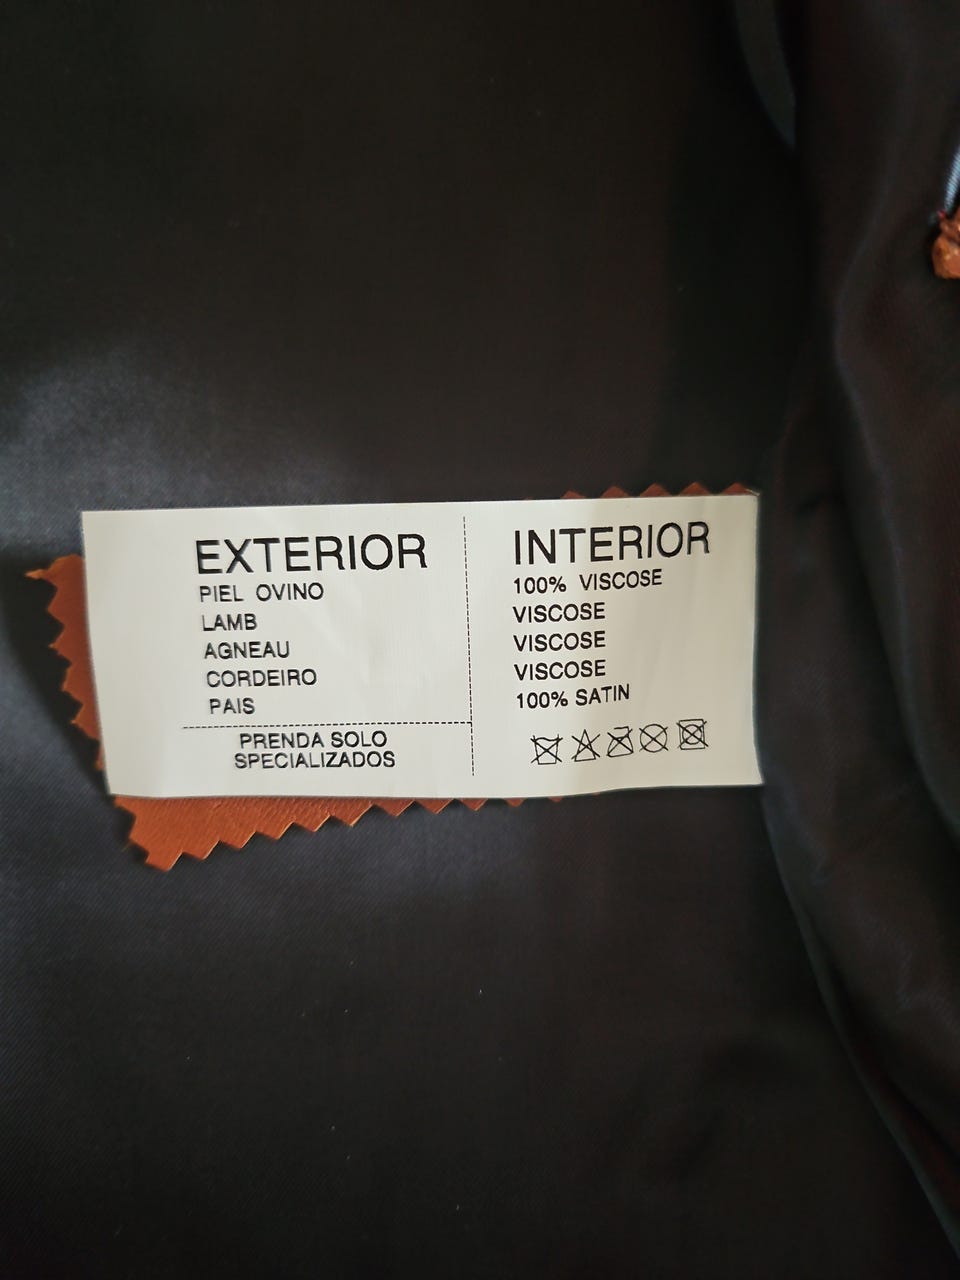 EXTERIOR
PIEL OVINO
LAMB
AGNEAU
CORDEIRO
PAIS
PRENDA SOLO
SPECIALIZADOS
INTERIOR
100% VISCOSE
VISCOSE
VISCOSE
VISCOSE
100% SATIN